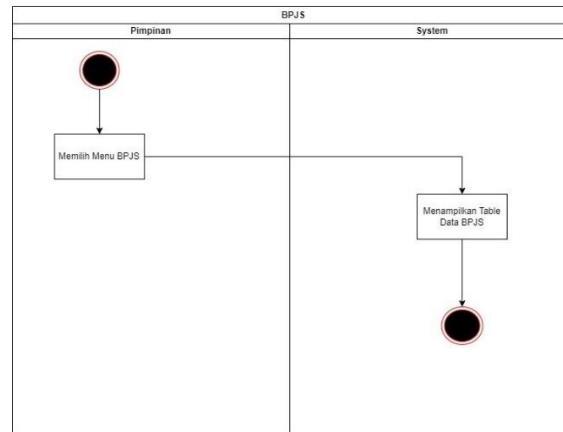 BPJS
Pimpinan
System
Memilih Menu BPJS
Menampilkan Table
Data BPJS